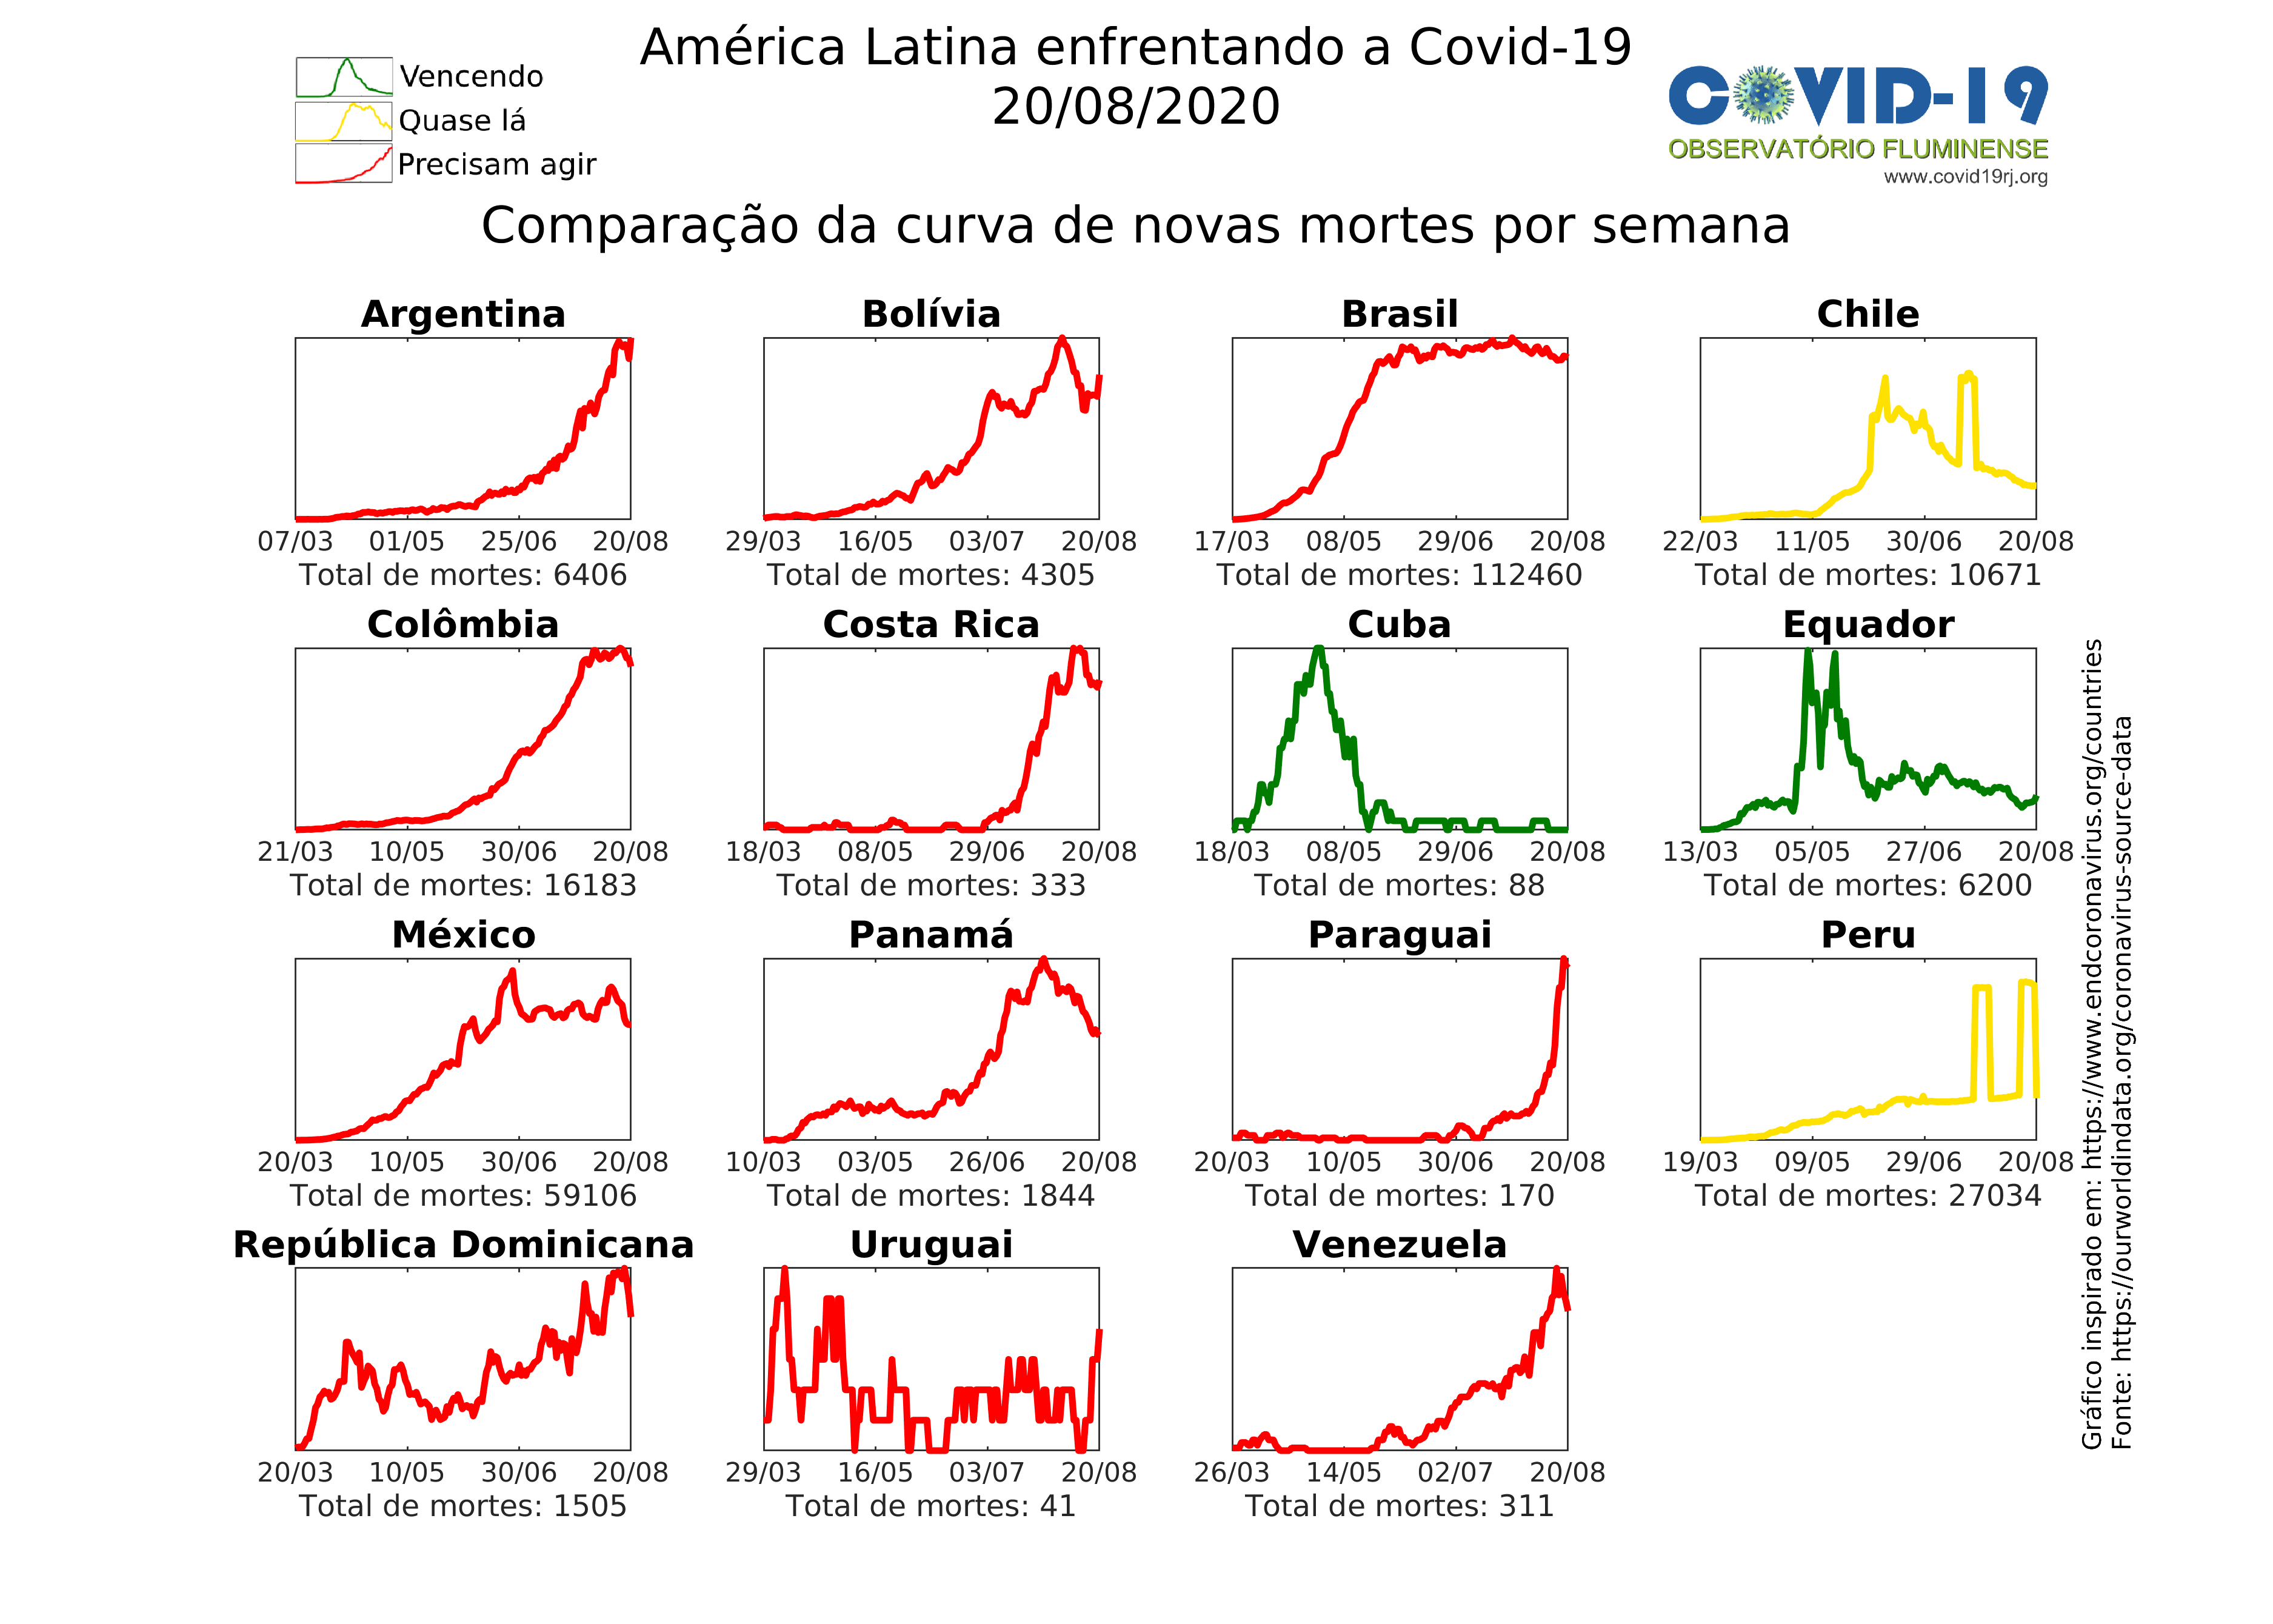 América Latina enfrentando a Covid-19
20/08/2020
Vencendo
Quase lá
Precisam agir
COVID-19
OBSERVATÓRIO FLUMINENSE
www.covid19rj.org
Comparação da curva de novas mortes por semana
Argentina
07/03 01/05 25/06 20/08
Total de mortes: 6406
Bolívia
29/03 16/05 03/07 20/08
Total de mortes: 4305
Brasil
17/03 08/05 29/06 20/08
Total de mortes: 112460
Chile
22/03 11/05 30/06 20/08
Total de mortes: 10671
Colômbia
21/03 10/05 30/06 20/08
Total de mortes: 16183
Costa Rica
18/03 08/05 29/06 20/08
Total de mortes: 333
Cuba
18/03 08/05 29/06 20/08
Total de mortes: 88
Equador
13/03 05/05 27/06 20/08
Total de mortes: 6200
México
20/03 10/05 30/06 20/08
Total de mortes: 59106
Panamá
10/03 03/05 26/06 20/08
Total de mortes: 1844
Paraguai
20/03 10/05 30/06 20/08
Total de mortes: 170
Peru
19/03 09/05 29/06 20/08
Total de mortes: 27034
República Dominicana
20/03 10/05 30/06 20/08
Total de mortes: 1505
Uruguai
29/03 16/05 03/07 20/08
Total de mortes: 41
Venezuela
26/03 14/05 02/07 20/08
Total de mortes: 311
Gráfico inspirado em: https://www.endcoronavirus.org/countries
Fonte: https://ourworldindata.org/coronavirus-source-data